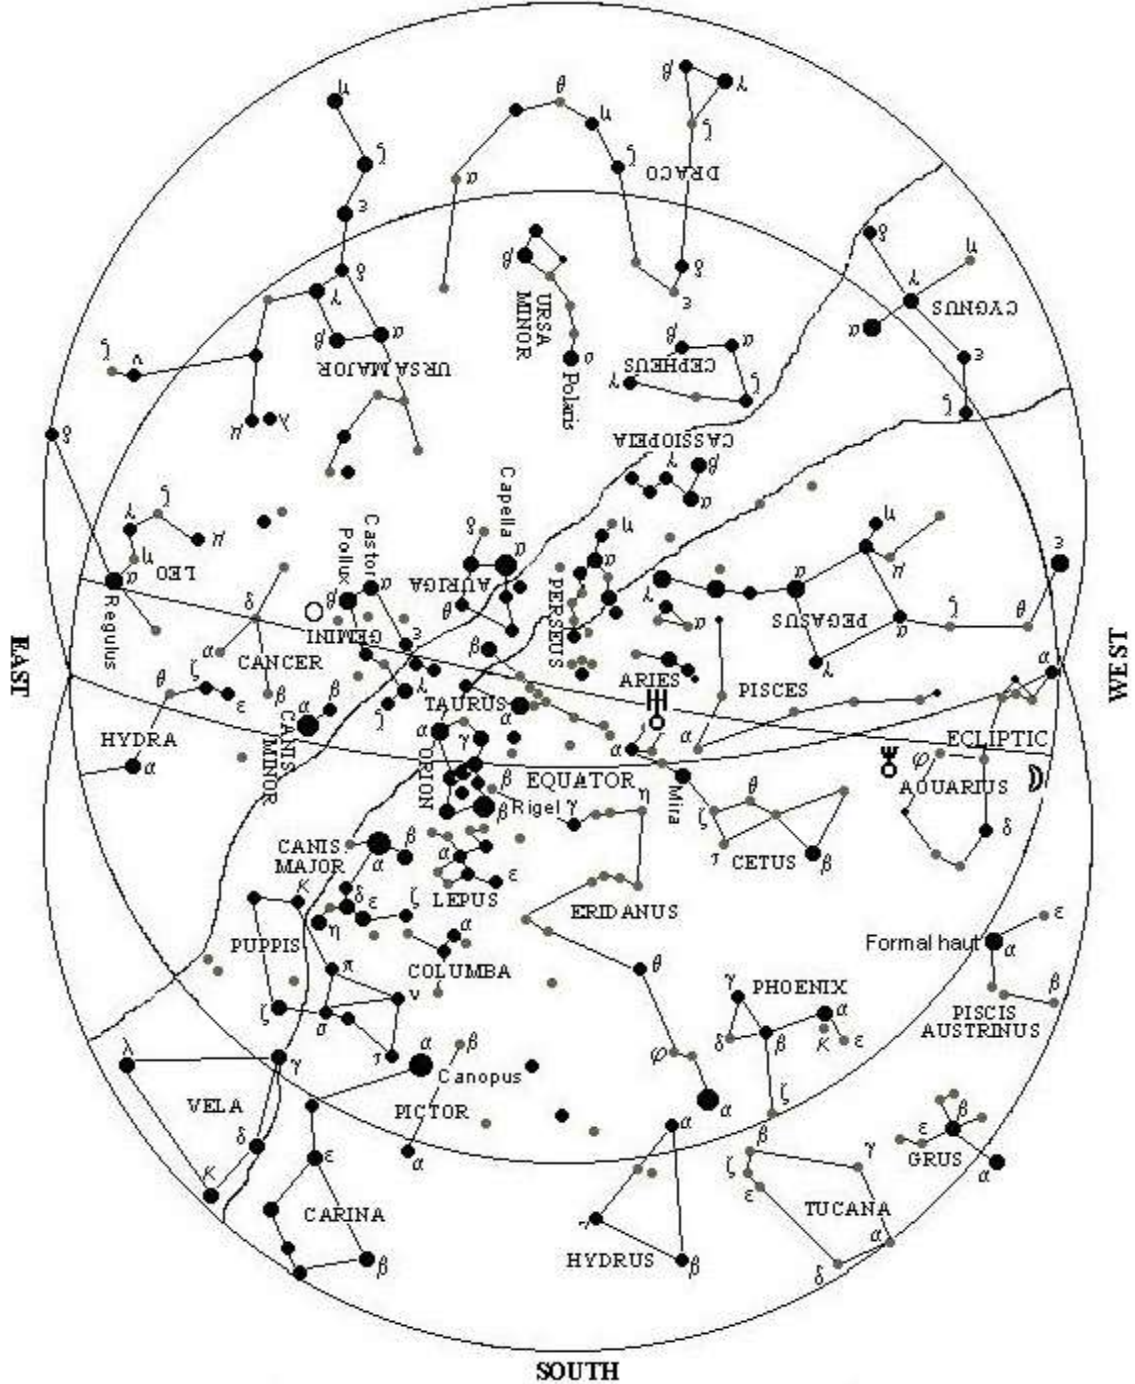 μ
ζ
ε
δ
γ
β
α
URSA MAJOR
ζ
ν
μ
λ
θ
η
ζ
α
β
γ
ζ
DRACO
δ
ε
β
URSA
MINOR
α
Polaris
β
α
CEPHEUS
γ
ζ
δ
η
γ
CYGNUS
α
ε
ζ
CASSIOPEIA
γ
β
α
δ
γ
ζ
μ
η
α
LEO
Regulus
Castor
Pollux
α
β
GEMINI
ε
γ
ζ
Capella
δ
α
AURIGA
θ
β
η
α
PERSEUS
γ
η
μ
α
PEGASUS
α
γ
ζ
θ
ε
EAST
WEST
δ
α
CANCER
β
θ
ζ
ε
HYDRA
α
β
α
CANIS
MINOR
TAURUS
α
ARIES
♅
PISCES
α
α
ECLIPTIC
ORION
α
γ
β
β
Rigel
EQUATOR
γ
η
α
Mira
ζ
θ
τ
CETUS
β
φ
AQUARIUS
δ
CANIS
MAJOR
α
β
δ
ε
ζ
η
α
ε
LEPUS
ERIDANUS
κ
PUPPIS
α
COLUMBA
π
ν
ζ
σ
τ
θ
φ
α
γ
PHOENIX
α
δ
β
κ
ε
ζ
Formal haut
α
ε
β
PISCIS
AUSTRINUS
λ
γ
VELA
δ
κ
α
Canopus
β
PICTOR
α
ε
CARINA
β
α
γ
HYDRUS
β
β
ζ
ε
γ
TUCANA
α
δ
β
ε
GRUS
α
SOUTH